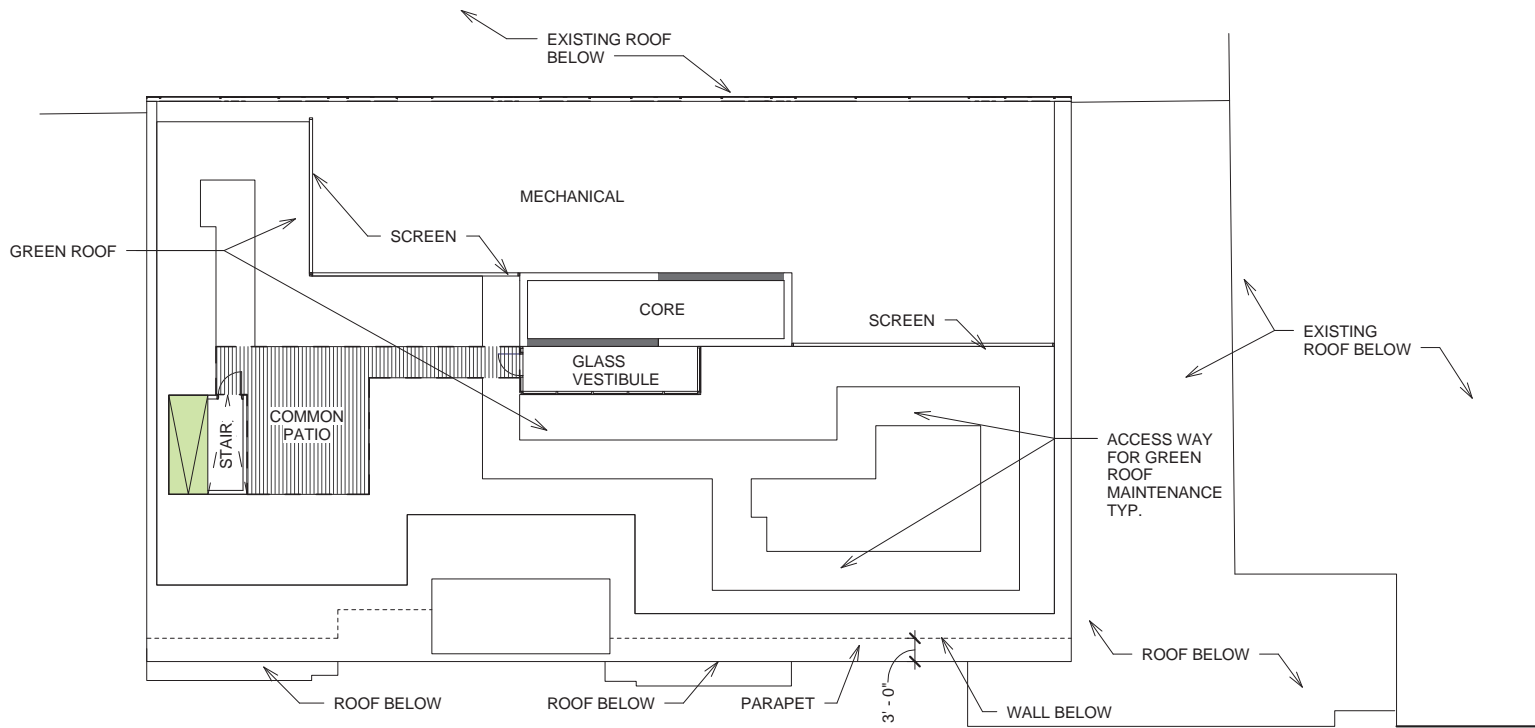 EXISTING ROOF
BELOW
MECHANICAL
SCREEN
GREEN ROOF
CORE
SCREEN
EXISTING
ROOF BELOW
GLASS
VESTIBULE
COMMON
PATIO
STAIR.
ACCESS WAY
FOR GREEN
ROOF
MAINTENANCE
TYP.
ROOF BELOW
ROOF BELOW
ROOF BELOW
PARAPET
3' - 0"
WALL BELOW